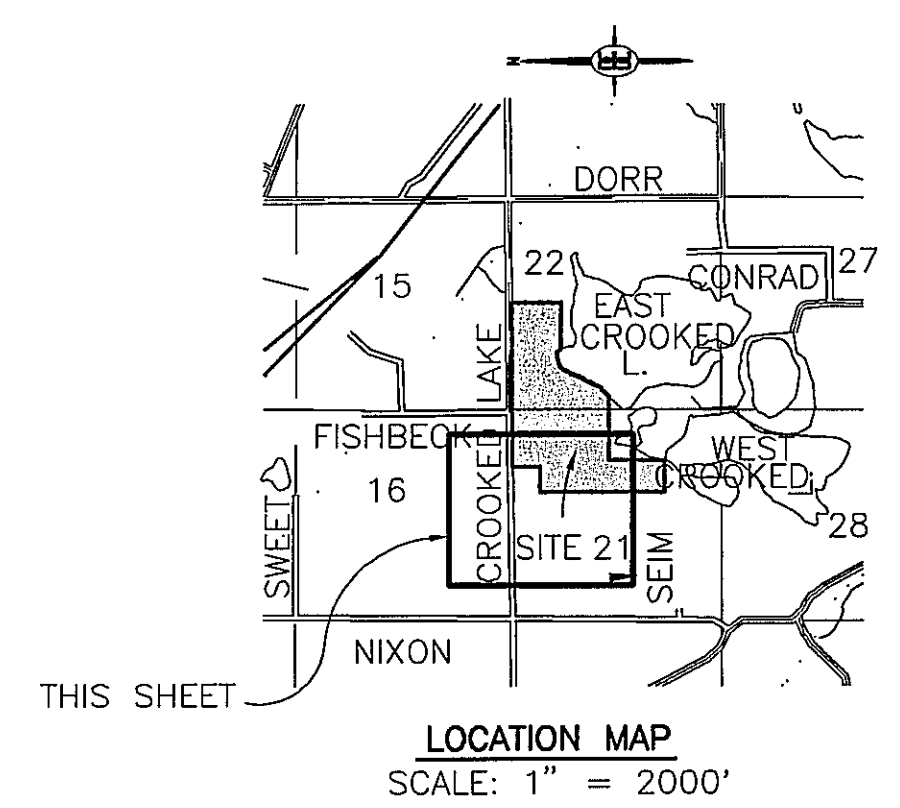 N
DORR
22
27
15
CONRAD
EAST
CROOKED
L.
LAKE
FISHBECK
WEST
CROOKED
16
CROOKED
SWEET
28
SITE 21
SEIM
NIXON
THIS SHEET
LOCATION MAP
SCALE: 1" = 2000'